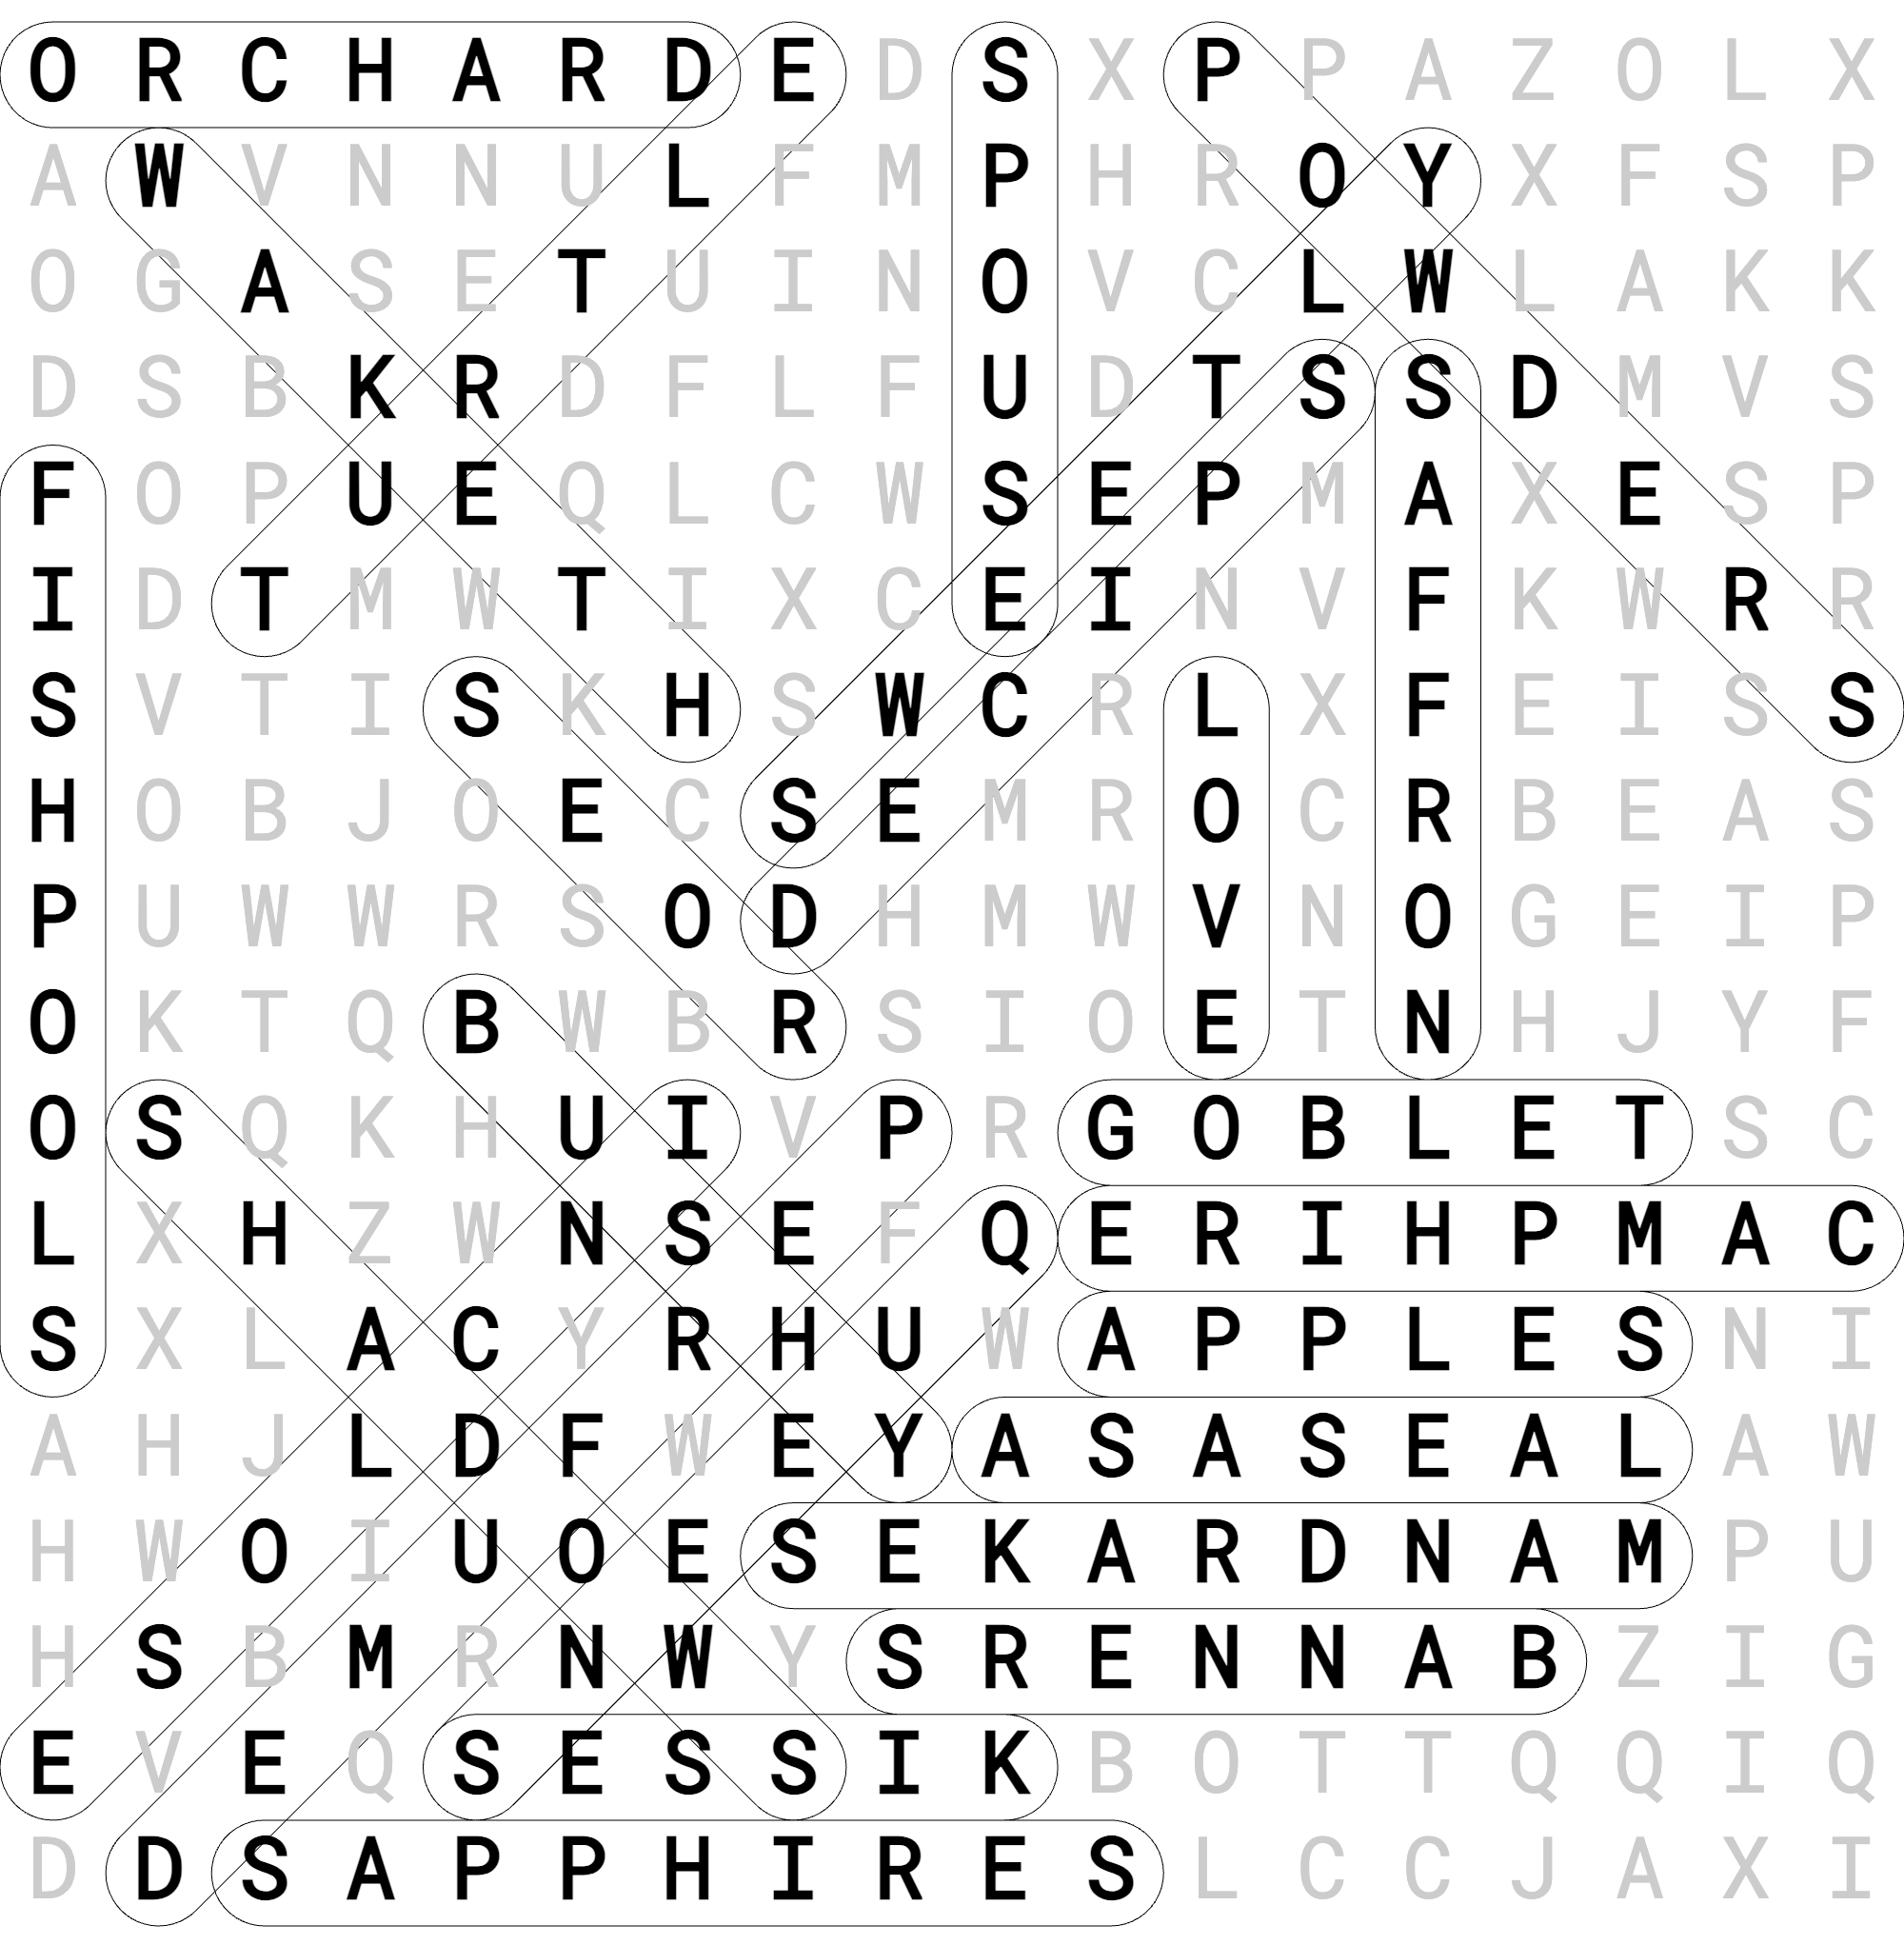 O R C H A R D E D S X P P A Z O L X
A W V N N U L F M P H R O Y X F S P
O G A S E T U I N O V C L W L A K K
D S B K R D F L F U D T S S D M V S
F O P U E Q L C W S E P M A X E S P
I D T M W T I X C E I N V F K W R R
S V T I S K H S W C R L X F E I S S
H O B J O E C S E M R O C R B E A S
P U W W R S O D H M W V N O G E I P
O K T Q B W B R S I O E T N H J Y F
O S Q K H U I V P R G O B L E T S C
L X H Z W N S E F Q E R I H P M A C
S X L A C Y R H U W A P P L E S N I
A H J L D F W E Y A S A S E A L A W
H W O I U O E S E K A R D N A M P U
H S B M R N W Y S R E N N A B Z I G
E V E Q S E S S I K B O T T Q Q I Q
D D S A P P H I R E S L C C J A X I